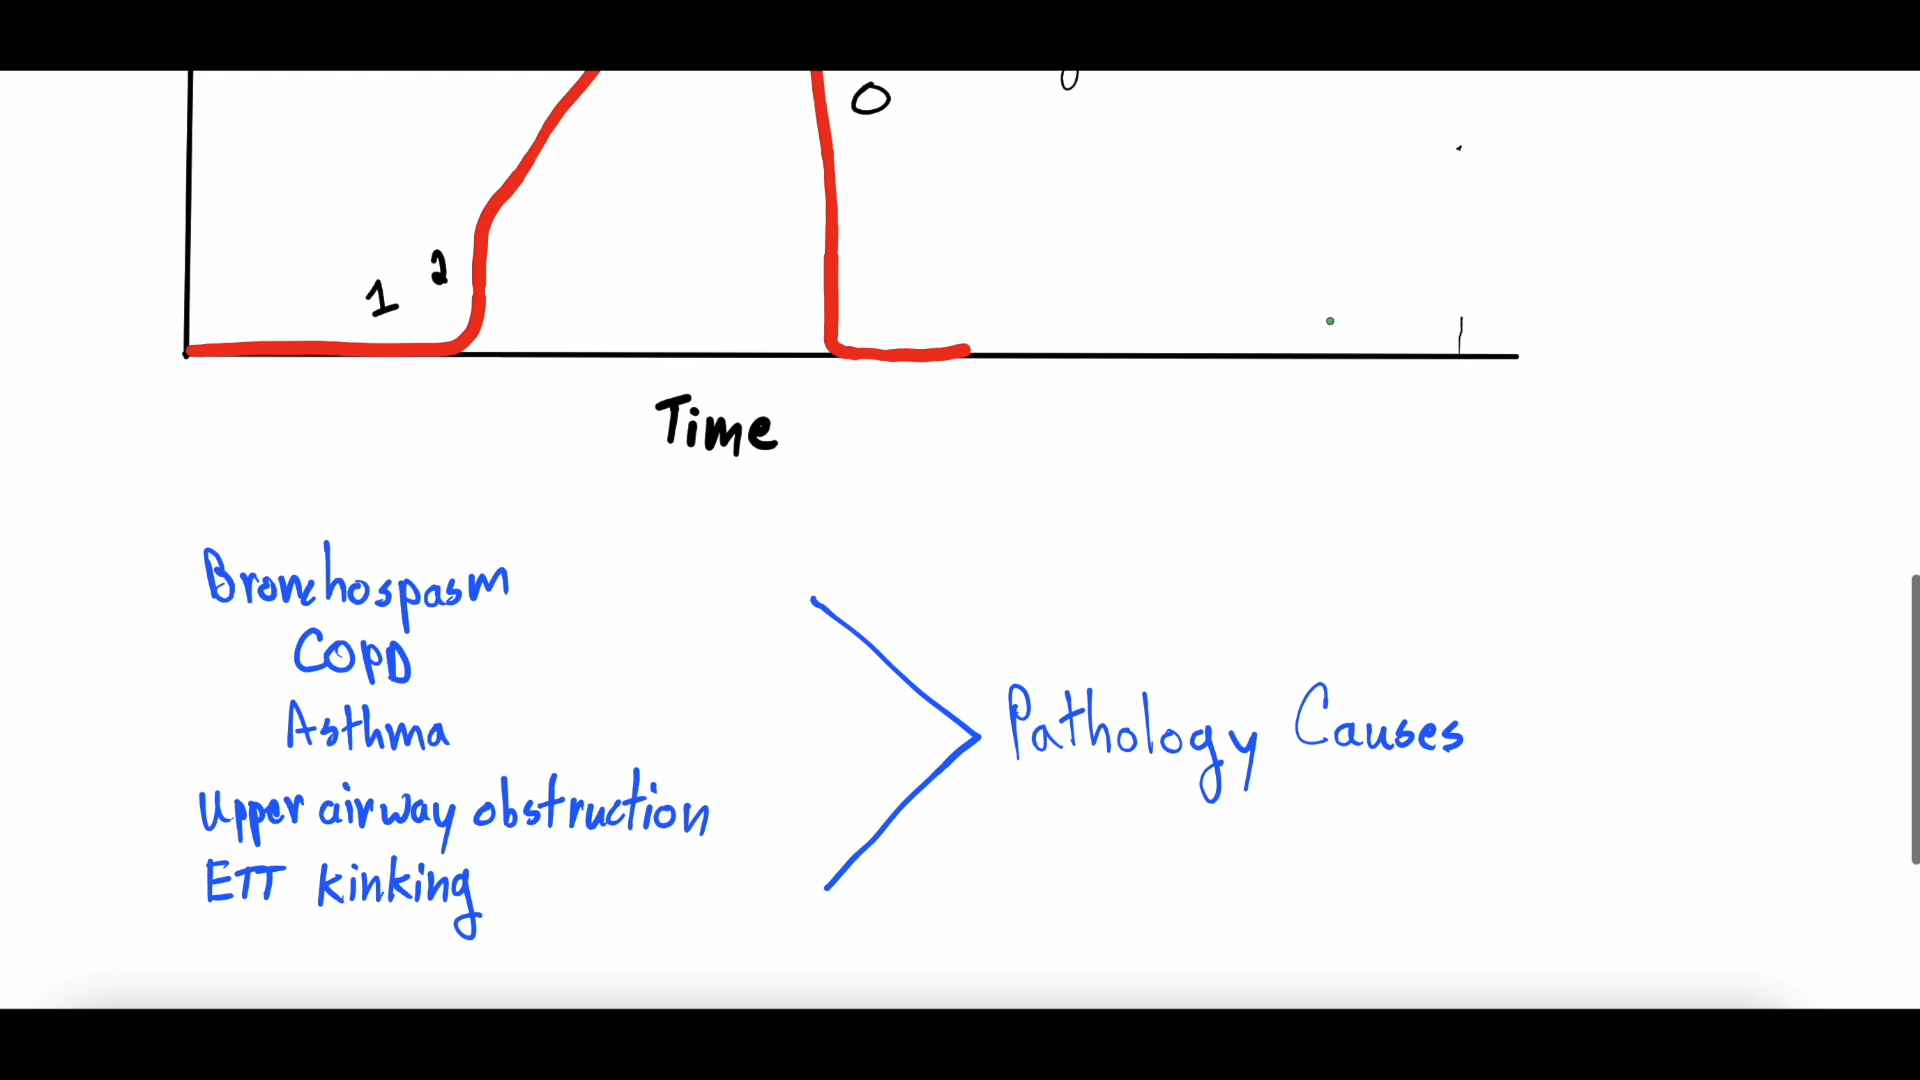 0
1 2
Time
Bronchospasm
COPD
Asthma
Upper airway obstruction
ETT kinking
Pathology Causes